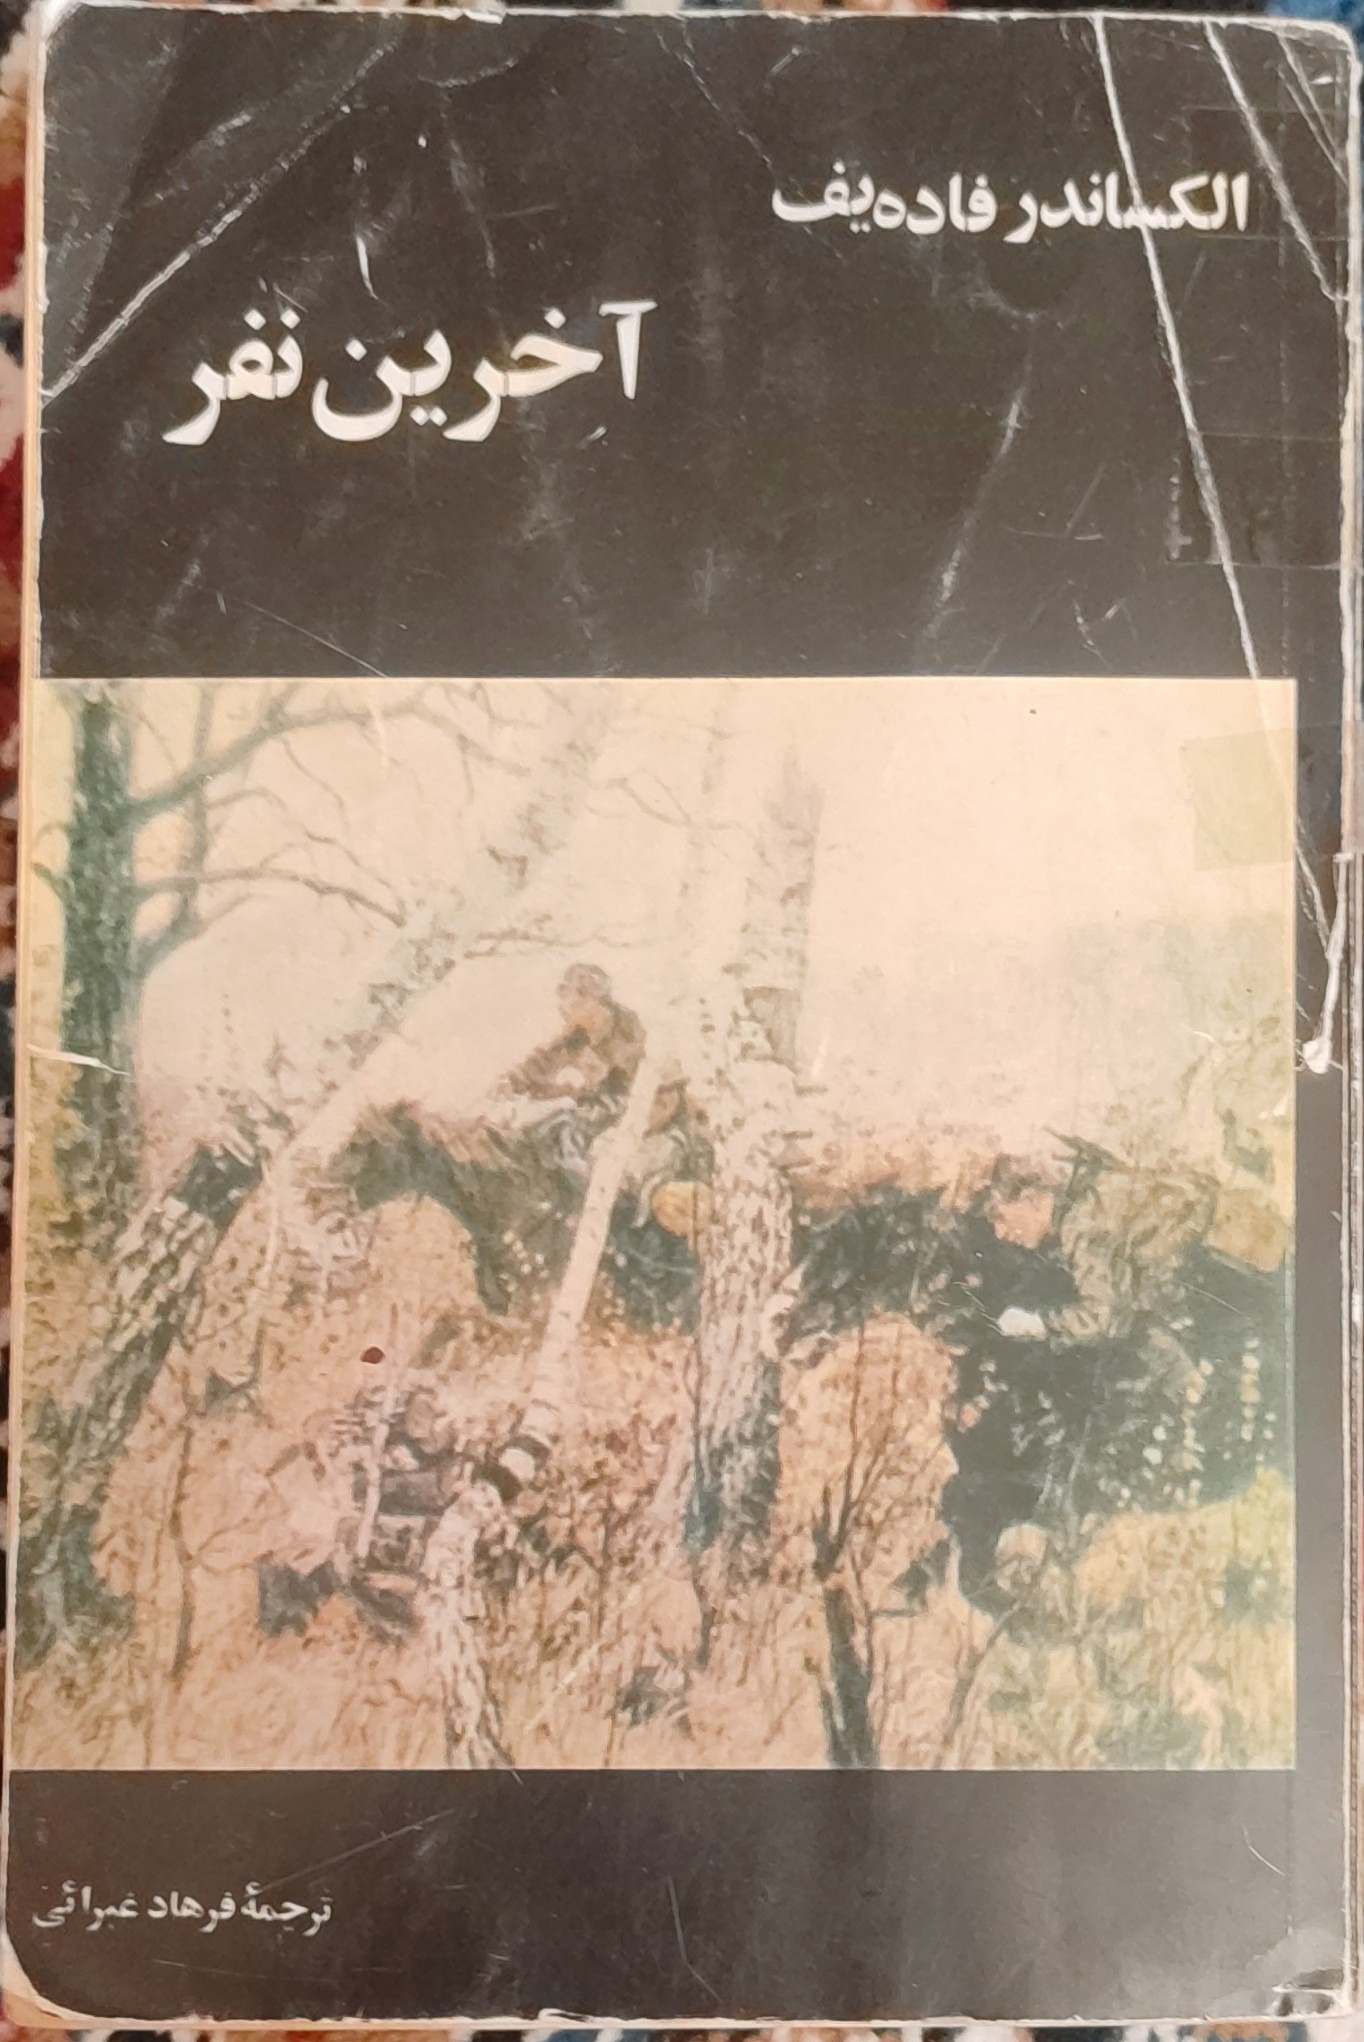 الکساندر فاده‌یف
آخرین نفر
ترجمهٔ فرهاد غبرائی